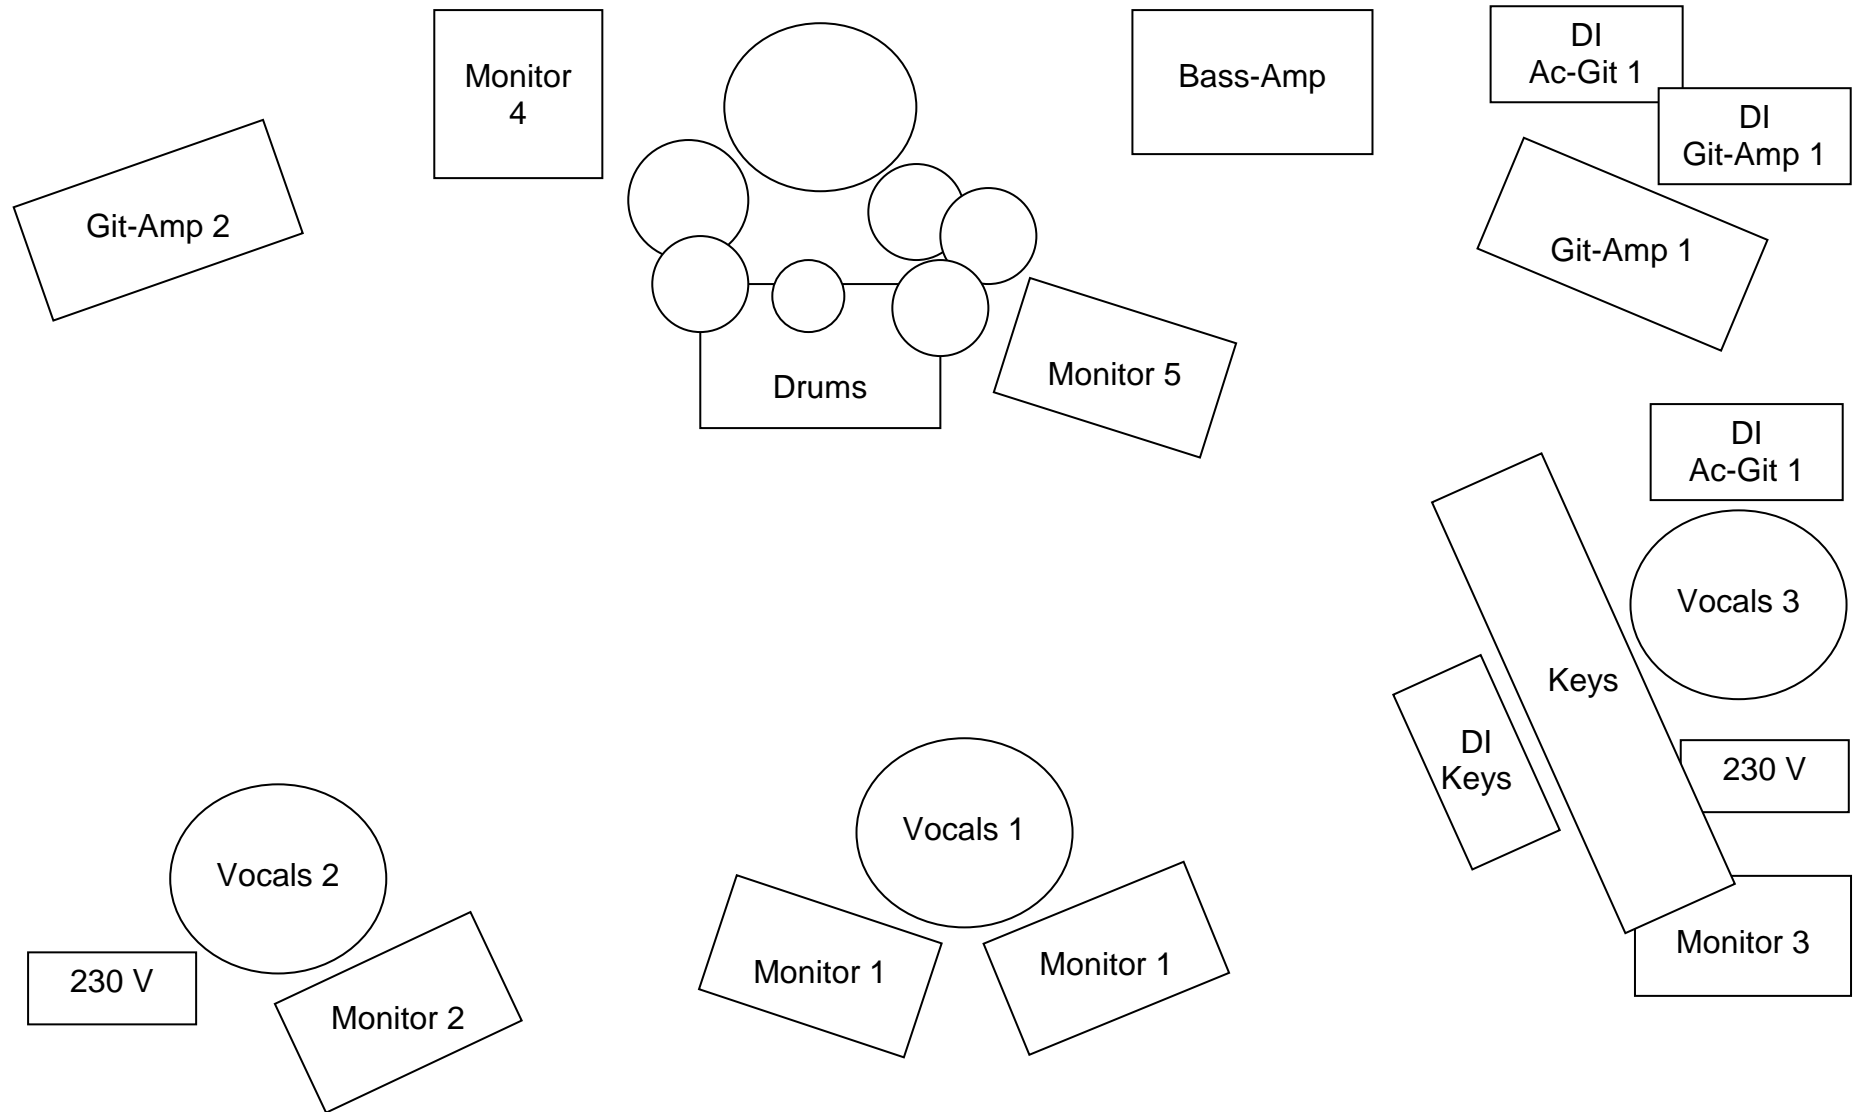 Monitor
4
Bass-Amp
DI
Ac-Git 1
DI
Git-Amp 1
Git-Amp 2
Git-Amp 1
Monitor 5
Drums
DI
Ac-Git 1
Vocals 3
Keys
DI
Keys
230 V
Vocals 1
Vocals 2
Monitor 3
Monitor 1
Monitor 1
230 V
Monitor 2